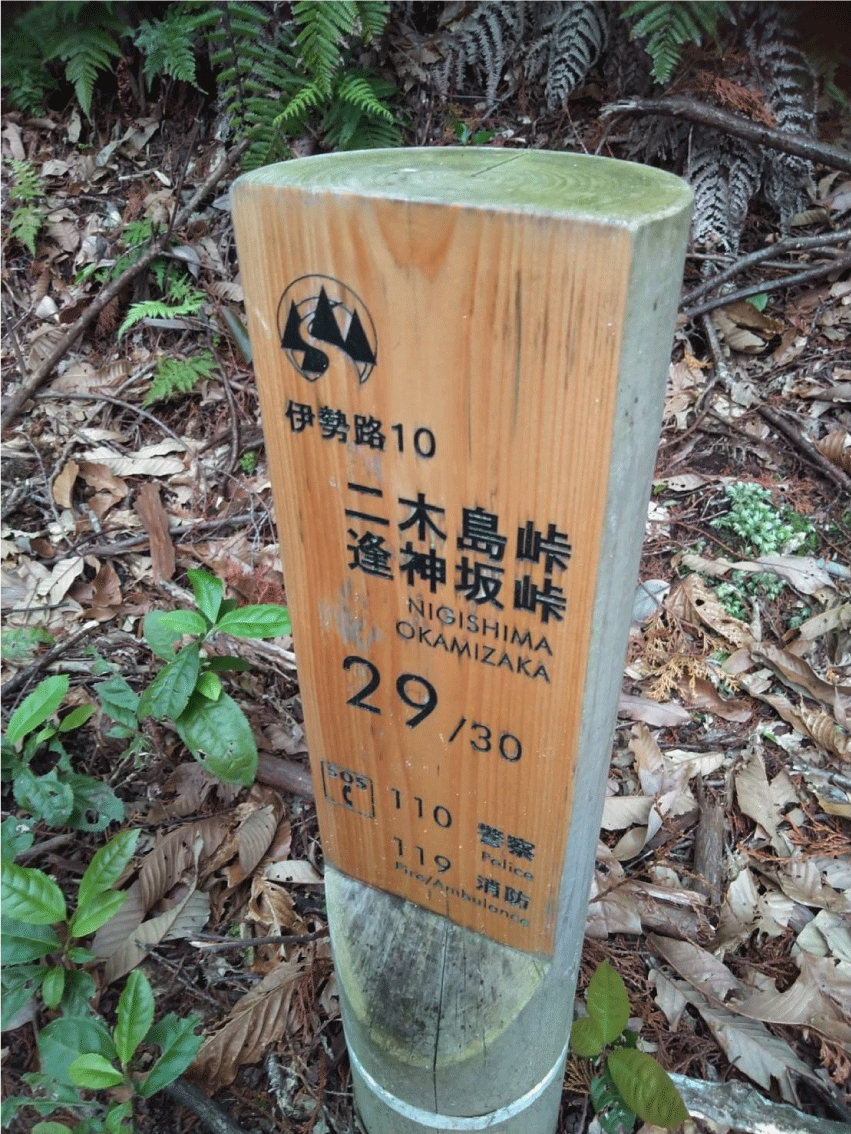 伊勢路10
二木島峠
逢神坂峠
NIGISHIMA
OKAMIZAKA
29/30
SOS
110 警察
Police
119 消防
Fire/Ambulance